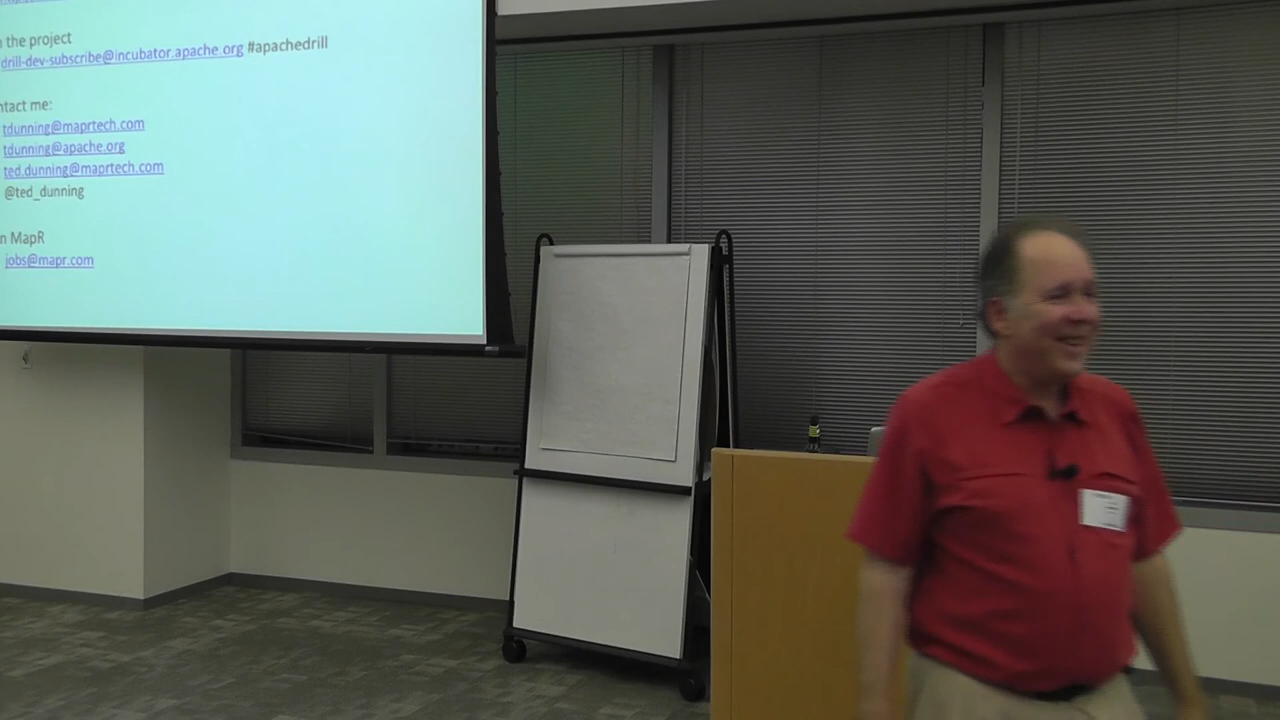 the project
drill-dev-subscribe@incubator.apache.org #apachedrill
ntact me:
tdunning@maprtech.com
tdunning@apache.org
ted.dunning@maprtech.com
@ted_dunning
n MapR
jobs@mapr.com